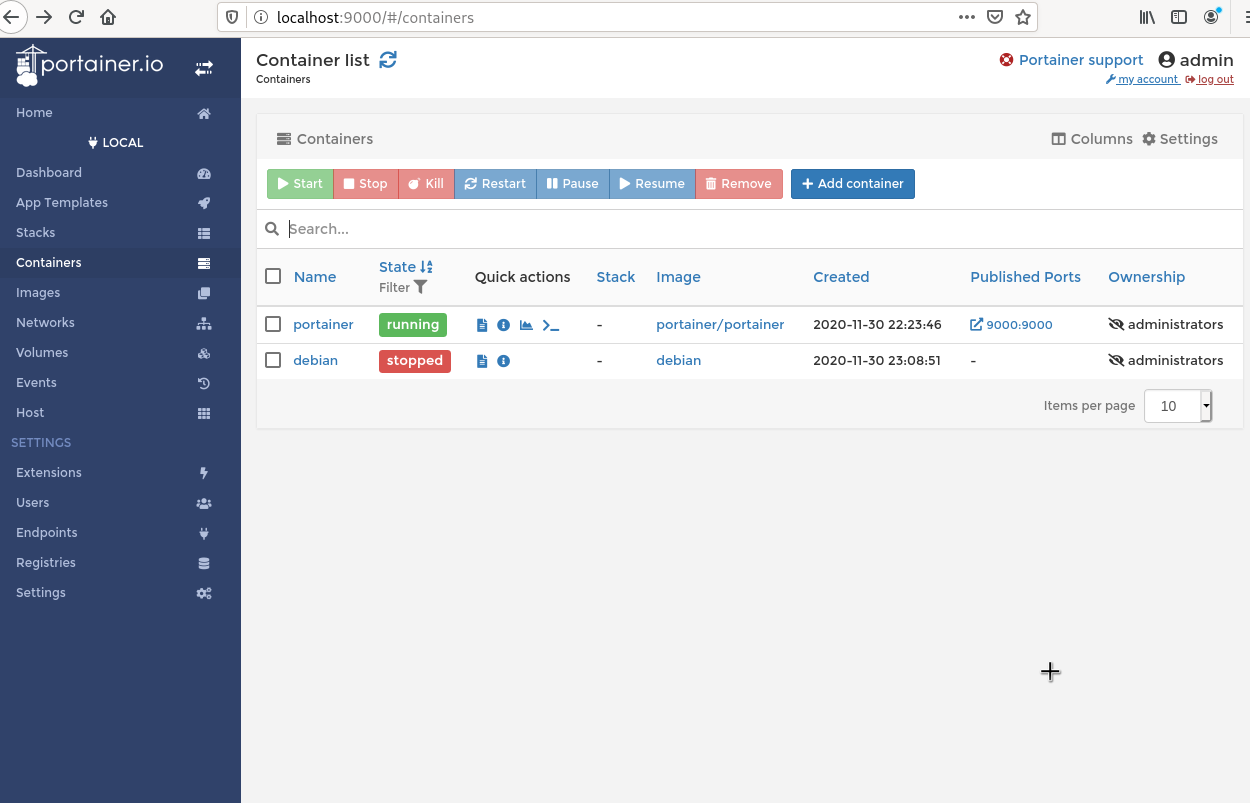 localhost:9000/#/containers
portainer.io
Home
LOCAL
Dashboard
App Templates
Stacks
Containers
Images
Networks
Volumes
Events
Host
SETTINGS
Extensions
Users
Endpoints
Registries
Settings
Container list
Containers
Portainer support admin
my account log out
Containers
Columns Settings
Start Stop Kill Restart Pause Resume Remove Add container
Search...
Name State Filter Quick actions Stack Image Created Published Ports Ownership
portainer running - portainer/portainer 2020-11-30 22:23:46 9000:9000 administrators
debian stopped - debian 2020-11-30 23:08:51 - administrators
Items per page 10